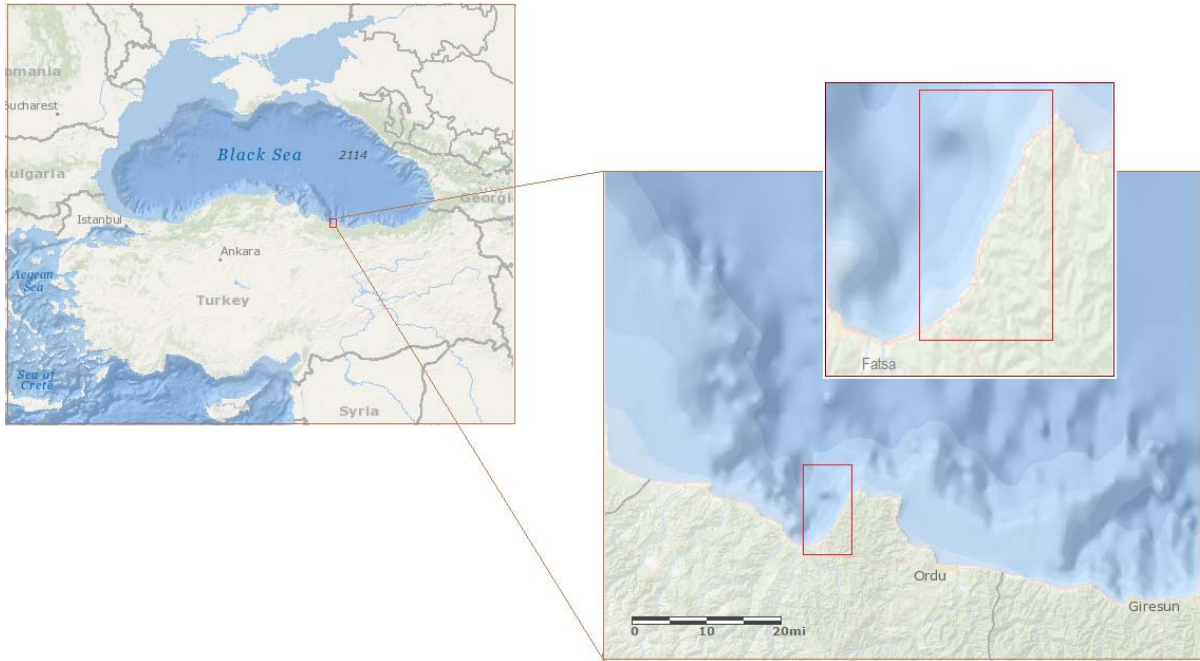 omania
Bucharest
Black Sea
2114
ulgaria
Georgi
Istanbul
Ankara
Aegean
Sea
Turkey
Sea of
Crete
Syria
Fatsa
Ordu
Giresun
0 10 20mi